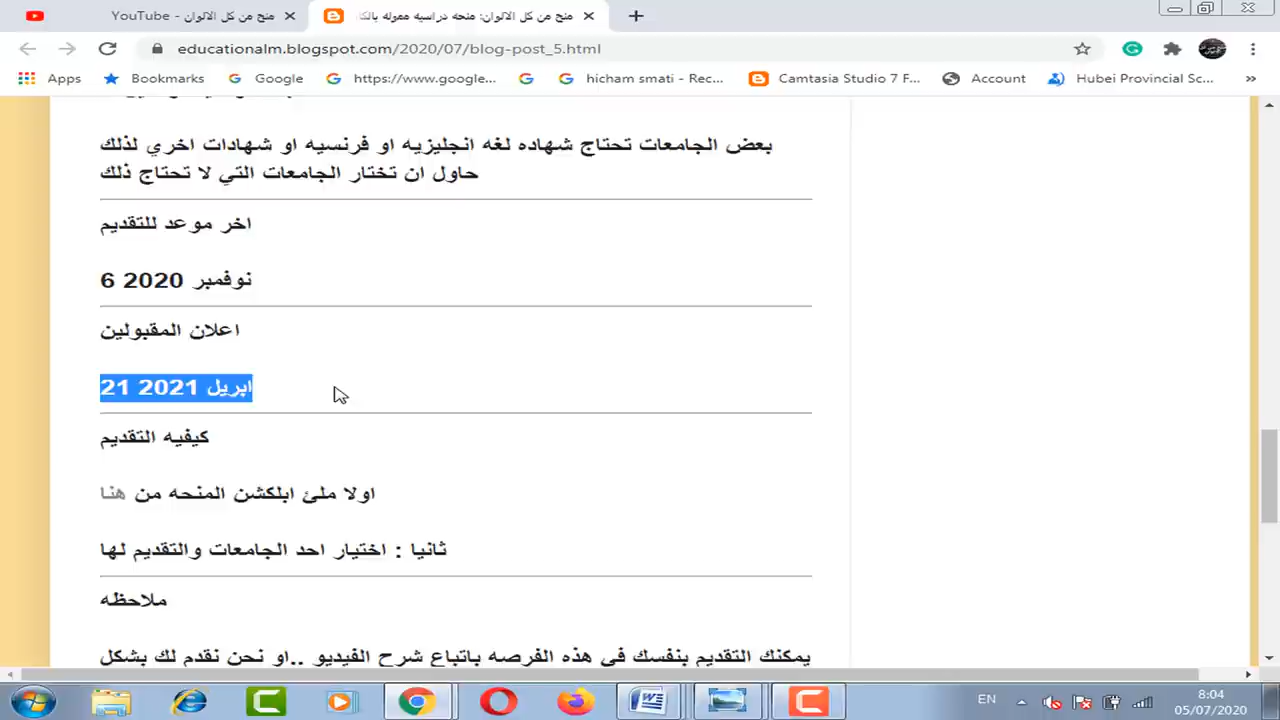 منح من كل الالوان - YouTube
منح من كل الالوان: منحه دراسيه مموله بالك
educationalm.blogspot.com/2020/07/blog-post_5.html
Apps
Bookmarks
Google
https://www.google...
hicham smati - Rec...
Camtasia Studio 7 F...
Account
Hubei Provincial Sc...
»
بعض الجامعات تحتاج شهاده لغه انجليزيه او فرنسيه او شهادات اخري لذلك
حاول ان تختار الجامعات التي لا تحتاج ذلك
اخر موعد للتقديم
6 نوفمبر 2020
اعلان المقبولين
21 ابريل 2021
كيفيه التقديم
اولا ملئ ابلكشن المنحه من هنا
ثانيا : اختيار احد الجامعات والتقديم لها
ملاحظه
يمكنك التقديم بنفسك في هذه الفرصه باتباع شرح الفيديو ..او نحن نقدم لك بشكل
EN
8:04
05/07/2020